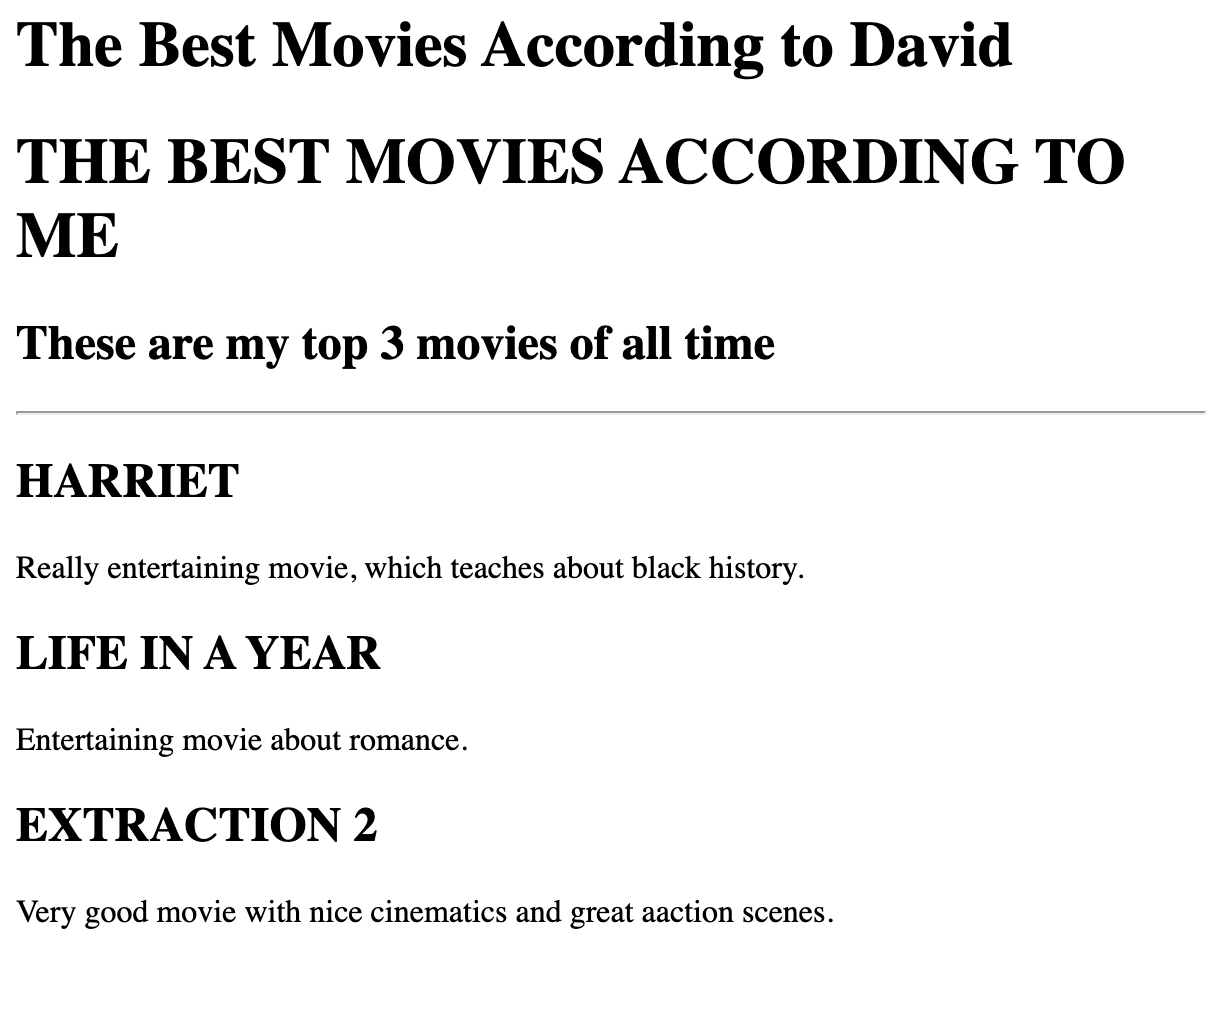 The Best Movies According to David
THE BEST MOVIES ACCORDING TO
ME
These are my top 3 movies of all time
HARRIET
Really entertaining movie, which teaches about black history.
LIFE IN A YEAR
Entertaining movie about romance.
EXTRACTION 2
Very good movie with nice cinematics and great aaction scenes.